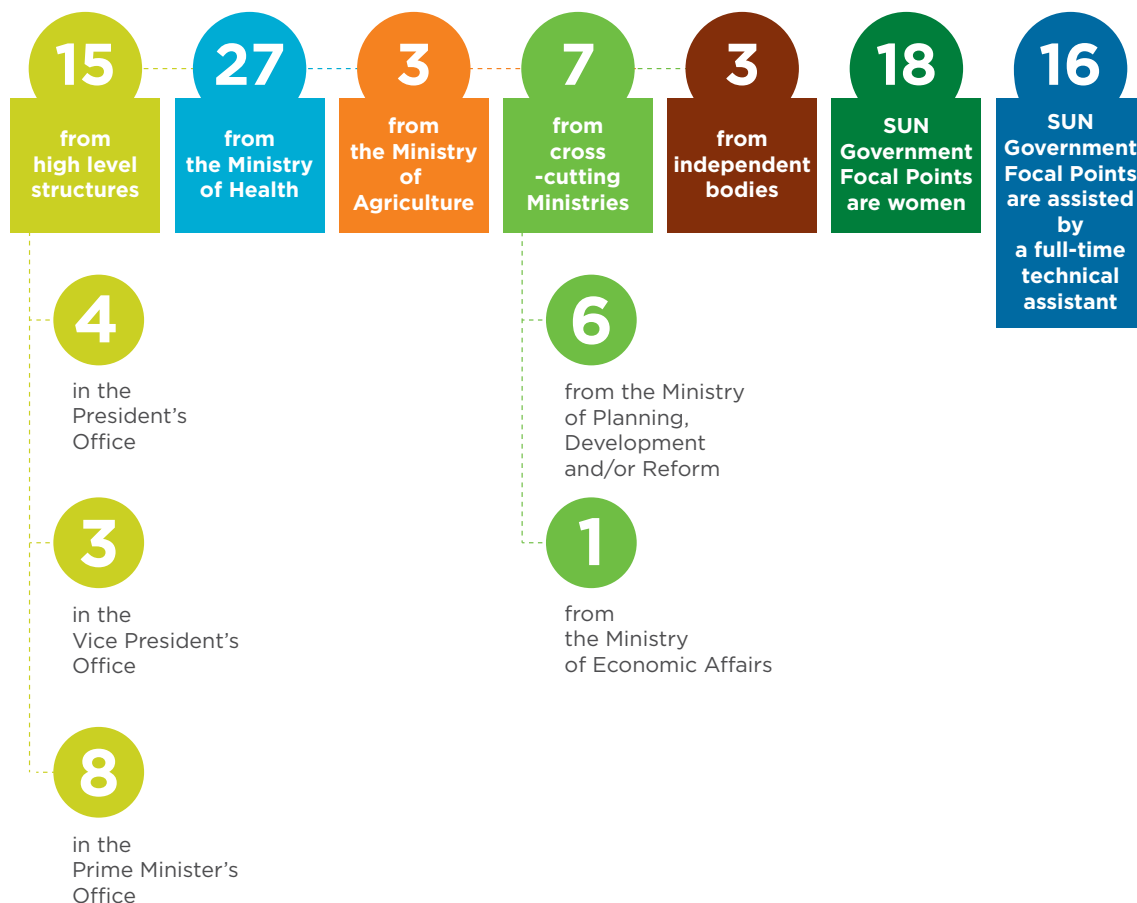 15
from
high level
structures
27
from
the Ministry
of Health
3
from
the Ministry
of
Agriculture
7
from
cross
-cutting
Ministries
3
from
independent
bodies
18
SUN
Government
Focal Points
are women
16
SUN
Government
Focal Points
are assisted
by
a full-time
technical
assistant
4
in the
President’s
Office
3
in the
Vice President’s
Office
8
in the
Prime Minister’s
Office
6
from the Ministry
of Planning,
Development
and/or Reform
1
from
the Ministry
of Economic Affairs